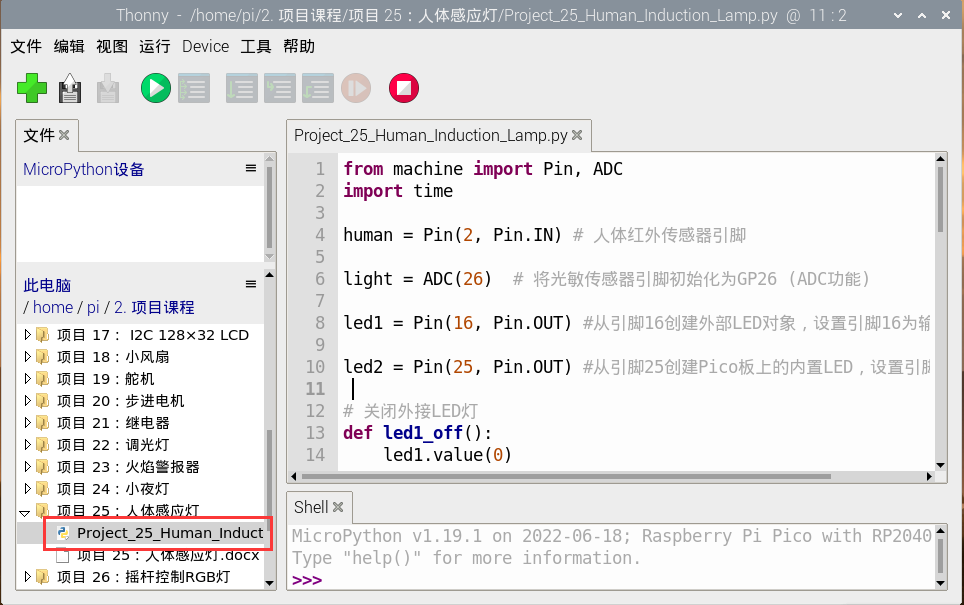 Thonny - /home/pi/2. 项目课程/项目 25：人体感应灯/Project_25_Human_Induction_Lamp.py @ 11 : 2
文件 编辑 视图 运行 Device 工具 帮助
文件
MicroPython设备
此电脑
/ home / pi / 2. 项目课程
项目 17： I2C 128×32 LCD
项目 18：小风扇
项目 19：舵机
项目 20：步进电机
项目 21：继电器
项目 22：调光灯
项目 23：火焰警报器
项目 24：小夜灯
项目 25：人体感应灯
Project_25_Human_Induct
项目 25：人体感应灯.docx
项目 26：摇杆控制RGB灯
Project_25_Human_Induction_Lamp.py
1 from machine import Pin, ADC
2 import time
3
4 human = Pin(2, Pin.IN) # 人体红外传感器引脚
5
6 light = ADC(26)  # 将光敏传感器引脚初始化为GP26 (ADC功能)
7
8 led1 = Pin(16, Pin.OUT) #从引脚16创建外部LED对象，设置引脚16为输
9
10 led2 = Pin(25, Pin.OUT) #从引脚25创建Pico板上的内置LED，设置引脚
11
12 # 关闭外接LED灯
13 def led1_off():
14     led1.value(0)
Shell
MicroPython v1.19.1 on 2022-06-18; Raspberry Pi Pico with RP2040
Type "help()" for more information.
>>>